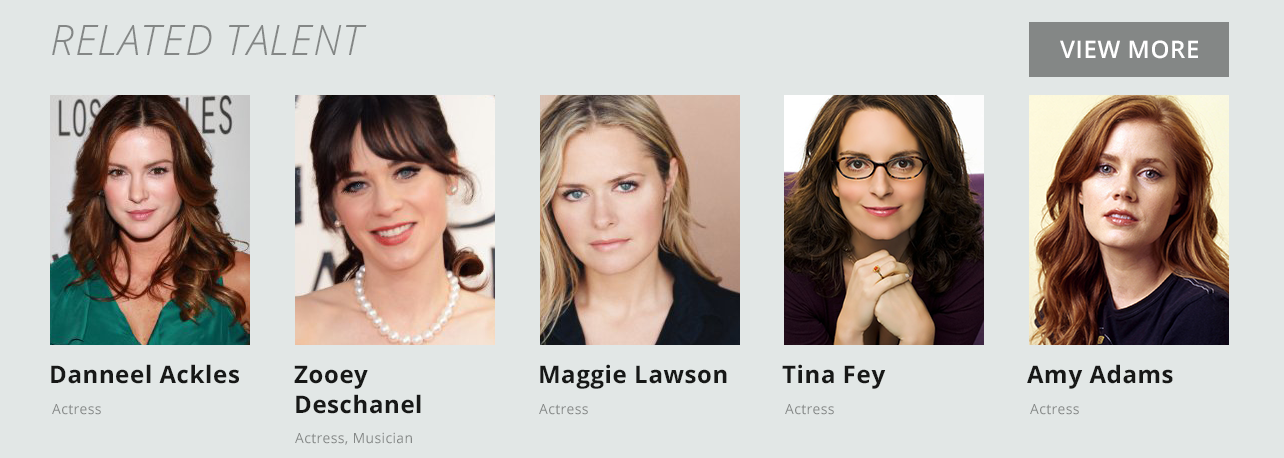 RELATED TALENT
VIEW MORE
LOS ELES
Danneel Ackles
Actress
Zooey
Deschanel
Actress, Musician
Maggie Lawson
Actress
Tina Fey
Actress
Amy Adams
Actress